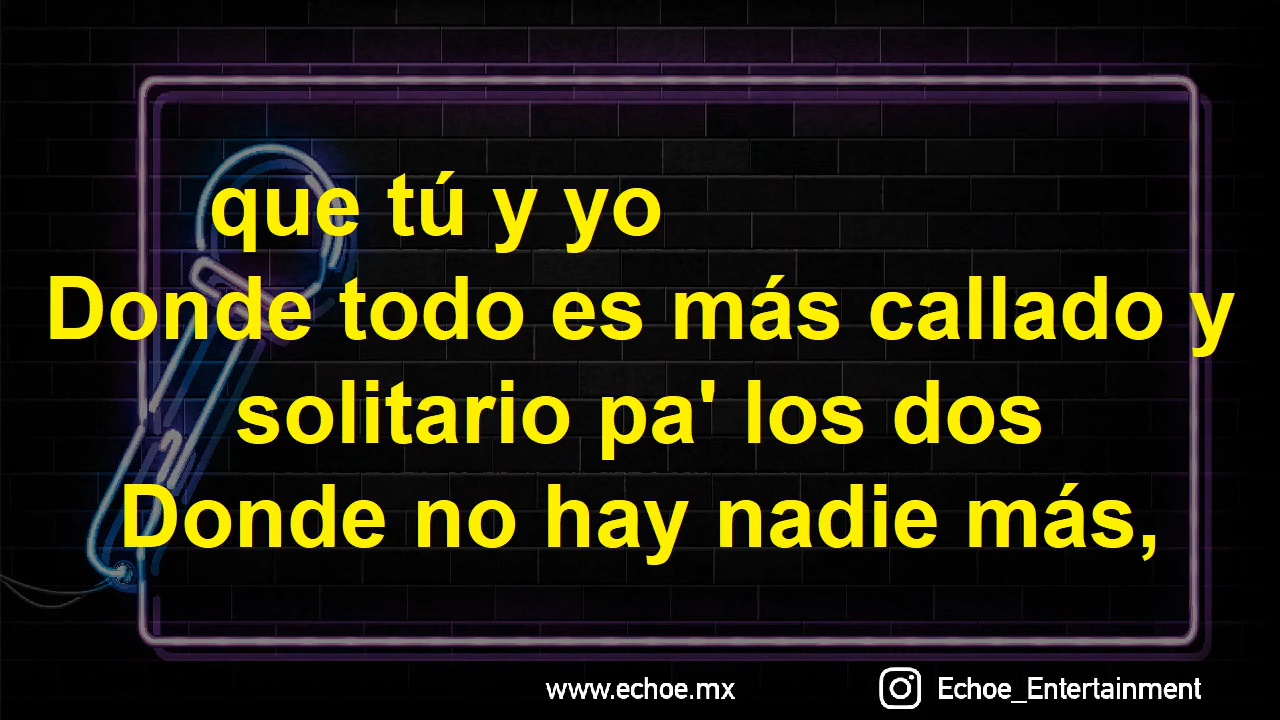 que tú y yo
Donde todo es más callado y
solitario pa' los dos
Donde no hay nadie más,
www.echoe.mx
Echoe_Entertainment